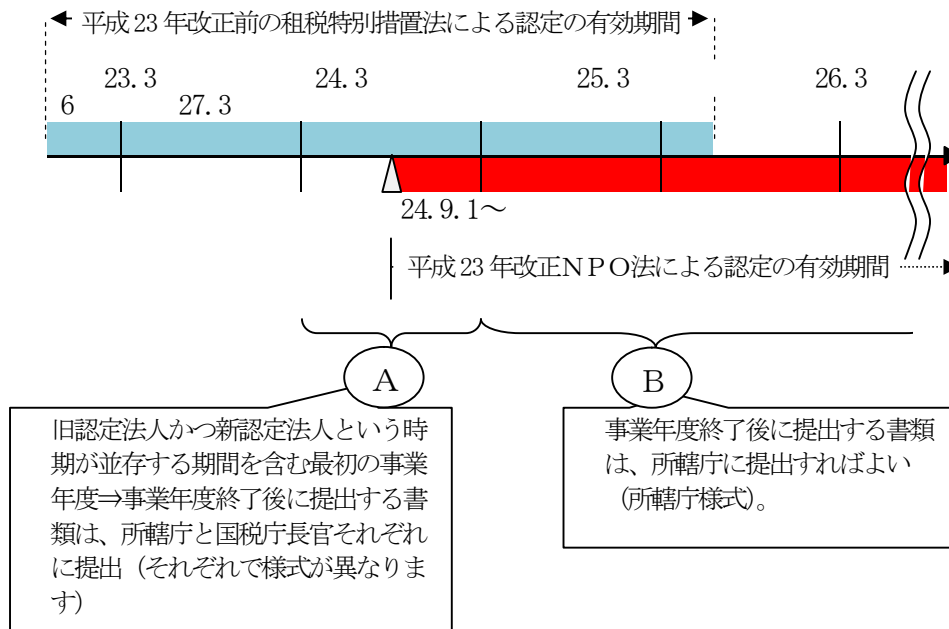 平成23年改正前の租税特別措置法による認定の有効期間
23.3
24.3
25.3
26.3
6
27.3
24.9.1～
平成23年改正ＮＰＯ法による認定の有効期間
Ａ
Ｂ
旧認定法人かつ新認定法人という時
期が並存する期間を含む最初の事業
年度⇒事業年度終了後に提出する書
類は、所轄庁と国税庁長官それぞれ
に提出（それぞれで様式が異なりま
す）
事業年度終了後に提出する書類
は、所轄庁に提出すればよい
（所轄庁様式）。